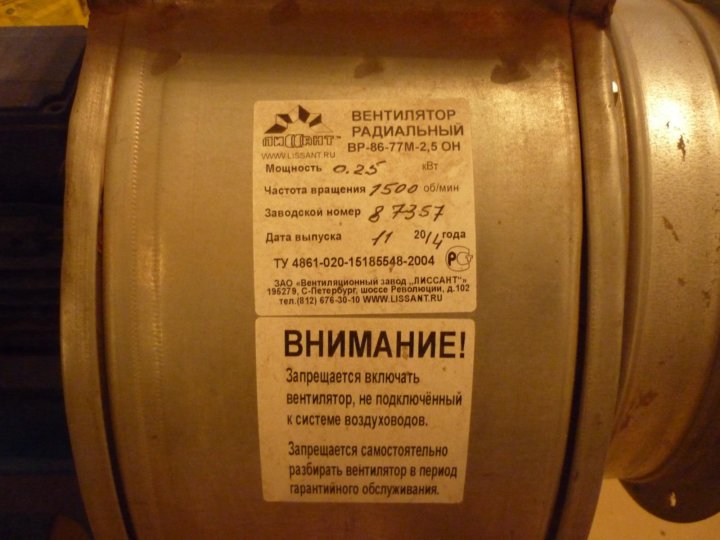 ЛИССАНТ™
WWW.LISSANT.RU
ВЕНТИЛЯТОР
РАДИАЛЬНЫЙ
ВР-86-77М-2,5 ОН
Мощность 0.25 кВт
Частота вращения 1500 об/мин
Заводской номер 87357
Дата выпуска 11 2014 года
ТУ 4861-020-15185548-2004
ЗАО «Вентиляционный завод „ЛИССАНТ"»
195279, С-Петербург, шоссе Революции, д.102
тел.(812) 676-30-10 WWW.LISSANT.RU
ВНИМАНИЕ!
Запрещается включать
вентилятор, не подключённый
к системе воздуховодов.
Запрещается самостоятельно
разбирать вентилятор в период
гарантийного обслуживания.